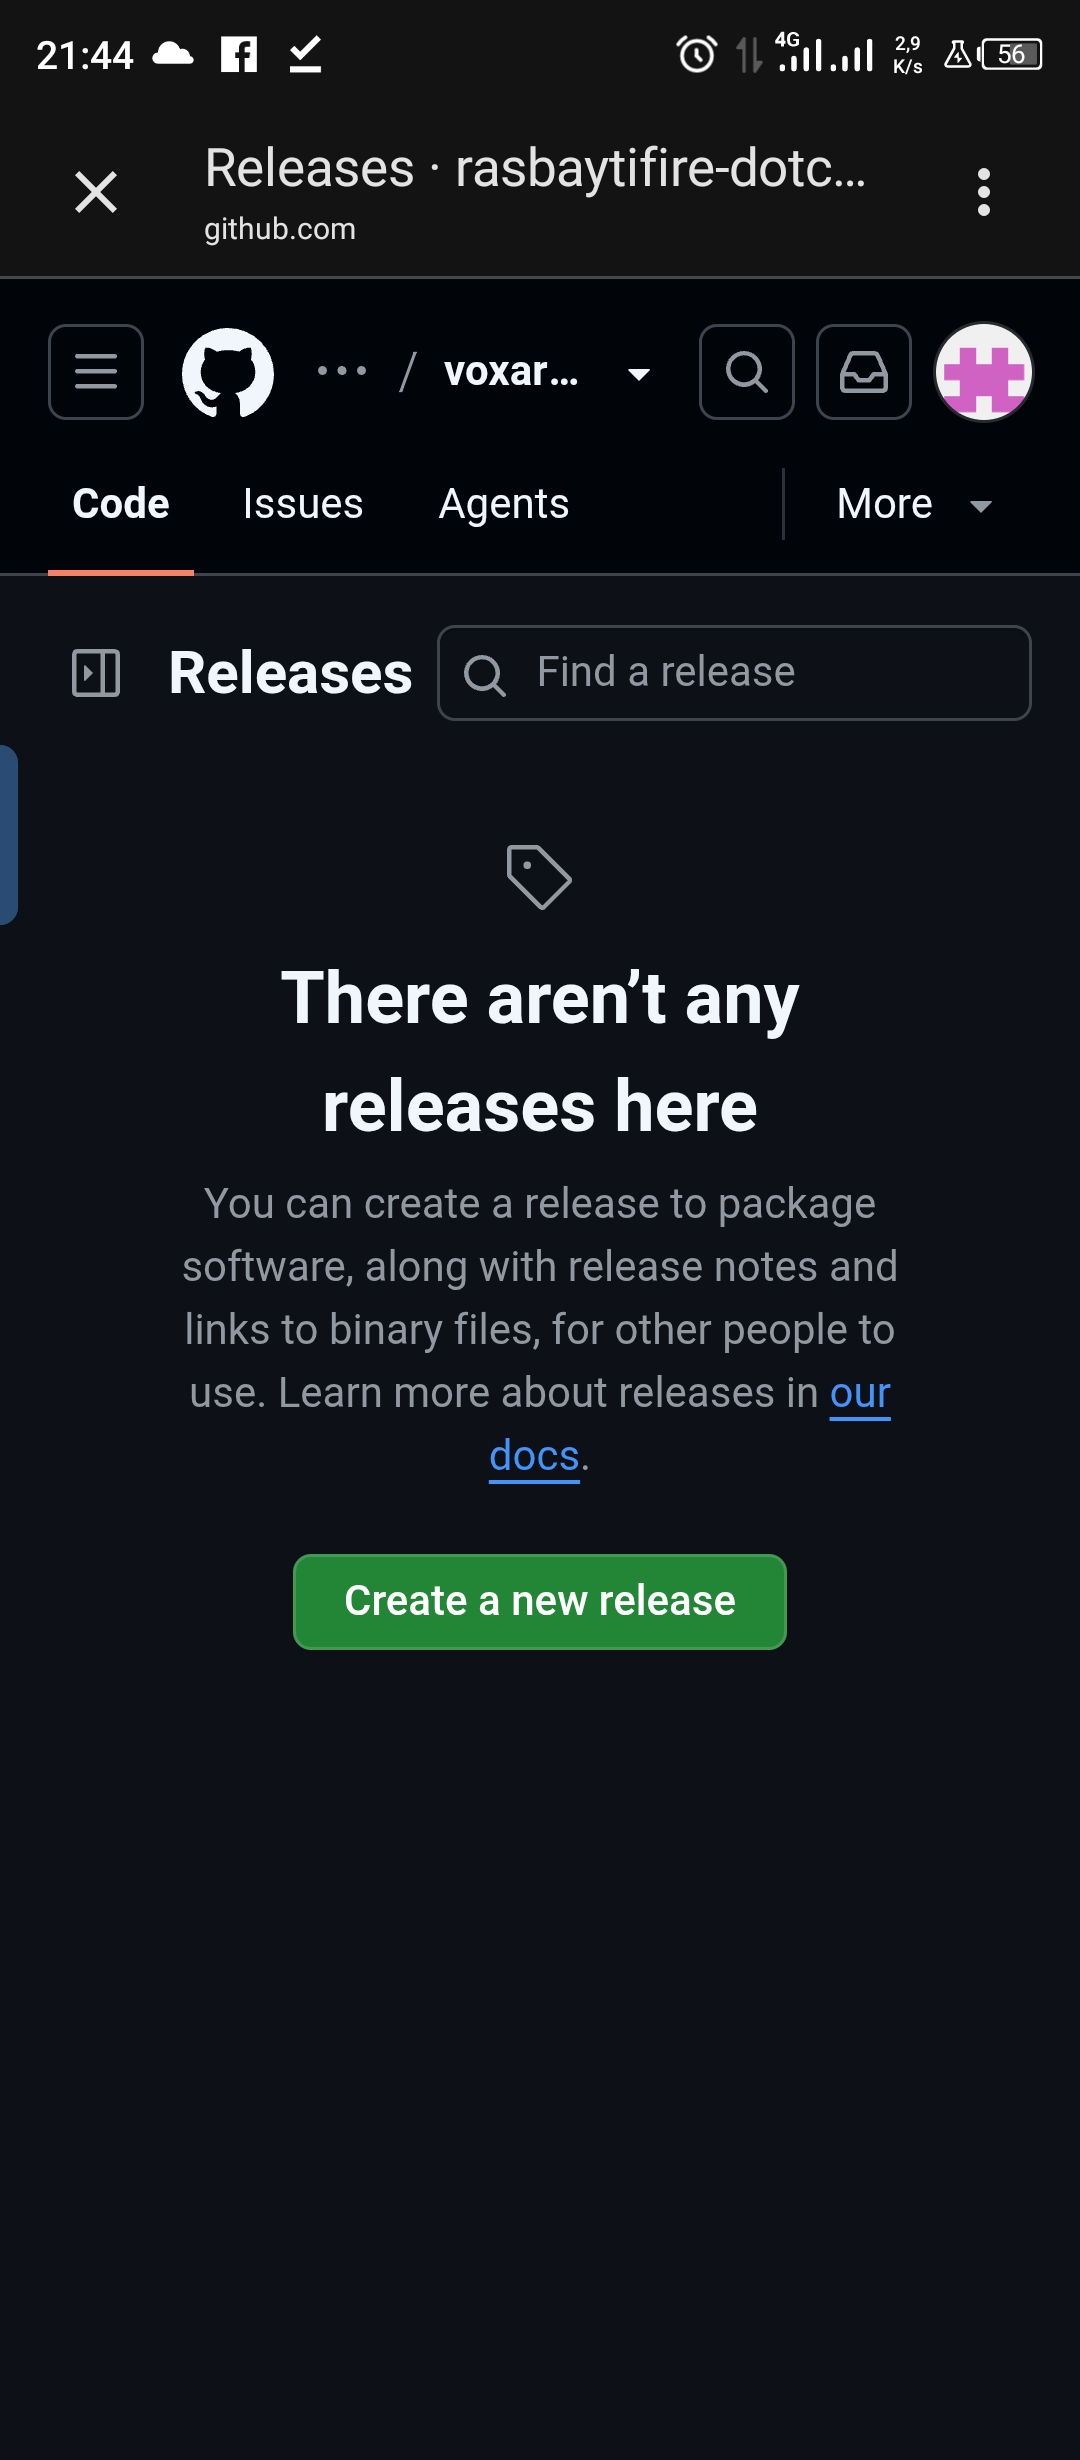 21:44
4G
2,9
K/s
56
Releases · rasbaytifire-dotc...
github.com
... / voxar...
Code
Issues
Agents
More
Releases
Find a release
There aren’t any
releases here
You can create a release to package
software, along with release notes and
links to binary files, for other people to
use. Learn more about releases in our
docs.
Create a new release